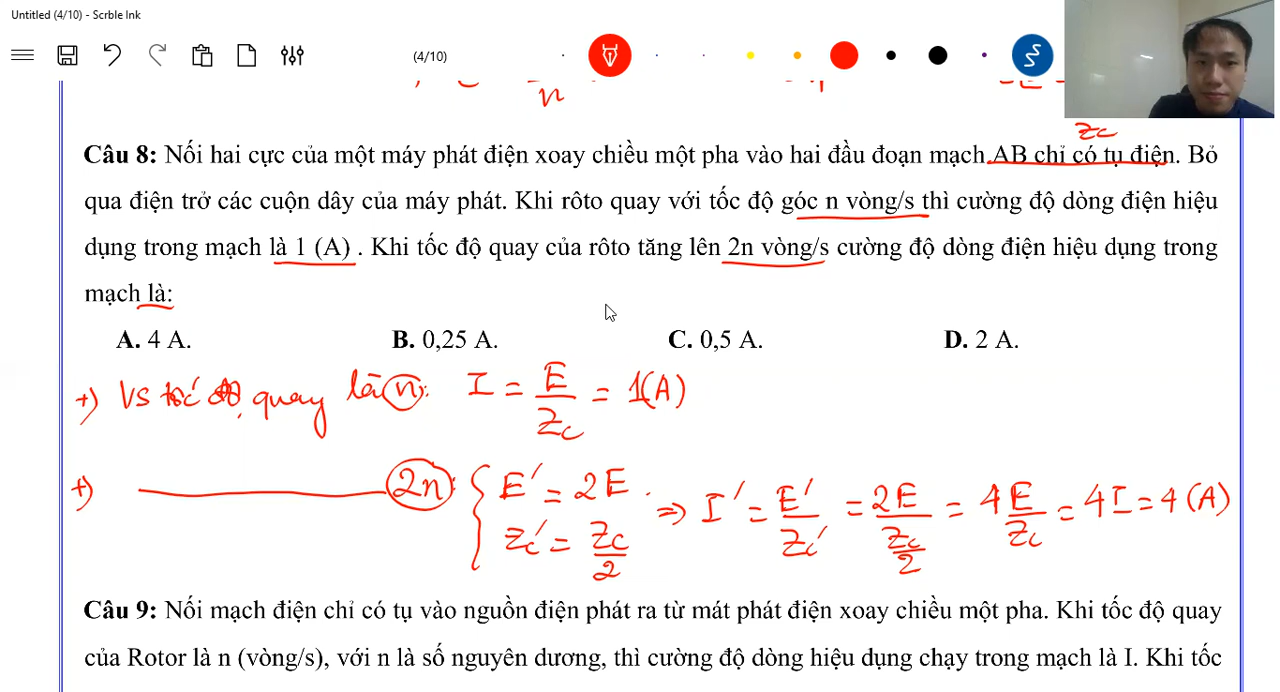 Untitled (4/10) - Scrble Ink
(4/10)
n
Zc
Câu 8: Nối hai cực của một máy phát điện xoay chiều một pha vào hai đầu đoạn mạch AB chỉ có tụ điện. Bỏ
qua điện trở các cuộn dây của máy phát. Khi rôto quay với tốc độ góc n vòng/s thì cường độ dòng điện hiệu
dụng trong mạch là 1 (A) . Khi tốc độ quay của rôto tăng lên 2n vòng/s cường độ dòng điện hiệu dụng trong
mạch là:
A. 4 A. B. 0,25 A. C. 0,5 A. D. 2 A.
+) Vs tốc độ quay là n: I = E/Zc = 1(A)
+) 2n: { E' = 2E. Zc' = Zc/2 => I' = E'/Zc' = 2E/(Zc/2) = 4E/Zc = 4I = 4 (A)
Câu 9: Nối mạch điện chỉ có tụ vào nguồn điện phát ra từ mát phát điện xoay chiều một pha. Khi tốc độ quay
của Rotor là n (vòng/s), với n là số nguyên dương, thì cường độ dòng hiệu dụng chạy trong mạch là I. Khi tốc